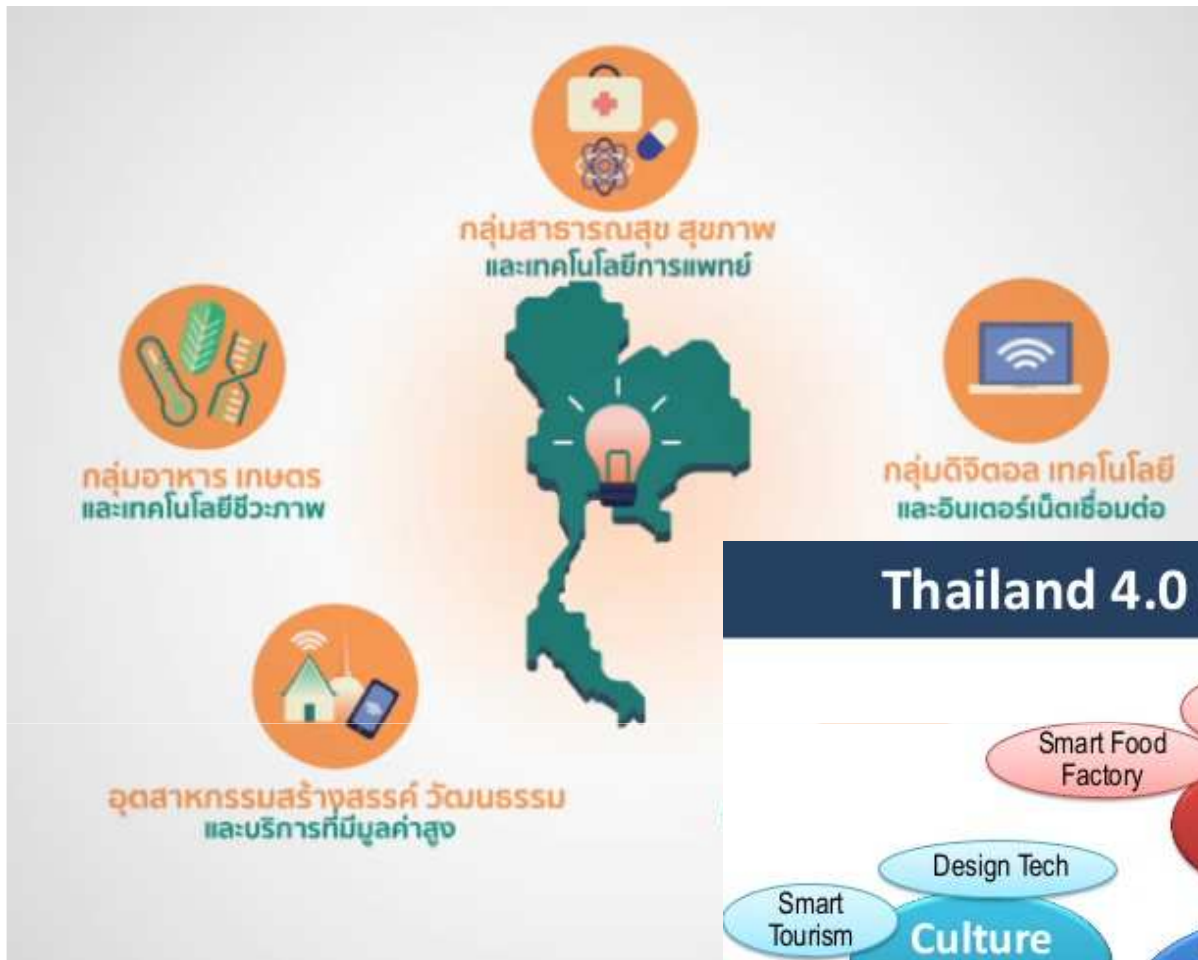 กลุ่มสาธารณสุข สุขภาพ
และเทคโนโลยีการแพทย์
กลุ่มอาหาร เกษตร
และเทคโนโลยีชีวะภาพ
กลุ่มดิจิตอล เทคโนโลยี
และอินเตอร์เน็ตเชื่อมต่อ
อุตสาหกรรมสร้างสรรค์ วัฒนธรรม
และบริการที่มีมูลค่าสูง
Thailand 4.0
Smart Food
Factory
Design Tech
Smart
Tourism
Culture